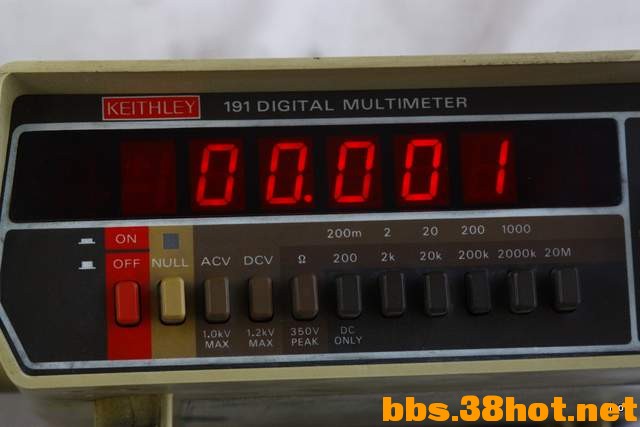 KEITHLEY 191 DIGITAL MULTIMETER
00.001
200m 2 20 200 1000
ON
OFF NULL ACV DCV Ω 200 2k 20k 200k 2000k 20M
1.0kV MAX
1.2kV MAX
350V PEAK
DC ONLY
bbs.38hot.net